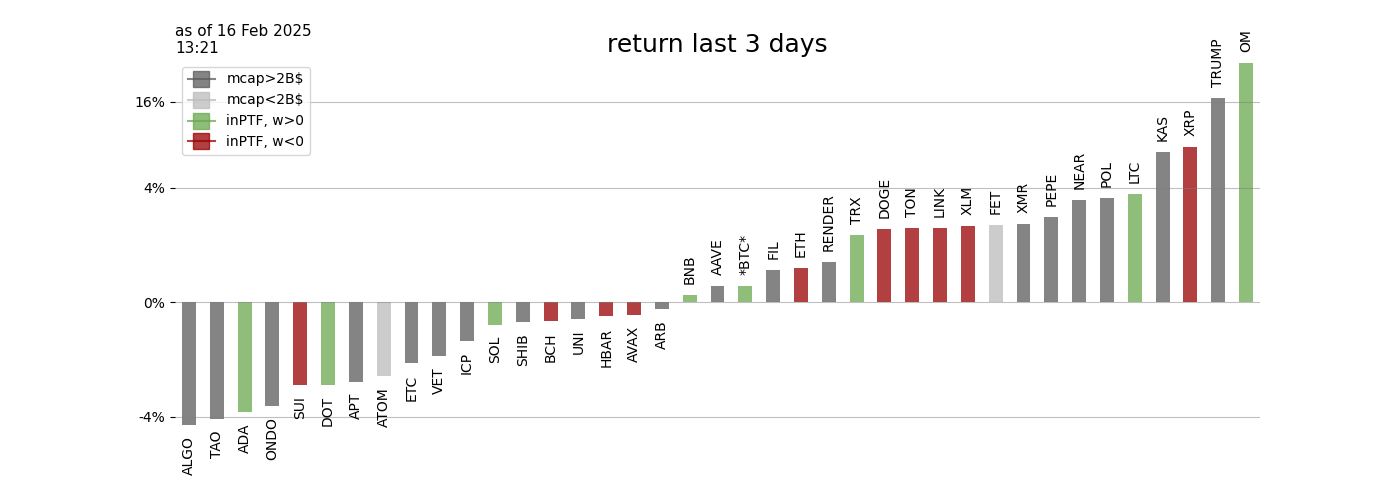 as of 16 Feb 2025
13:21
return last 3 days
mcap>2B$
mcap<2B$
inPTF, w>0
inPTF, w<0
16%
4%
0%
-4%
ALGO
TAO
ADA
ONDO
SUI
DOT
APT
ATOM
ETC
VET
ICP
SOL
SHIB
BCH
UNI
HBAR
AVAX
ARB
BNB
AAVE
*BTC*
FIL
ETH
RENDER
TRX
DOGE
TON
LINK
XLM
FET
XMR
PEPE
NEAR
POL
LTC
KAS
XRP
TRUMP
OM